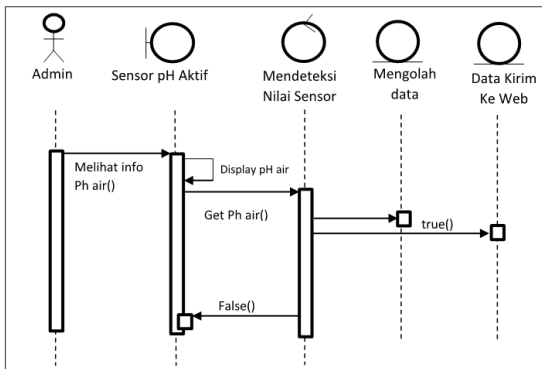 Admin
Sensor pH Aktif
Mendeteksi
Nilai Sensor
Mengolah
data
Data Kirim
Ke Web
Melihat info
Ph air()
Display pH air
Get Ph air()
true()
False()